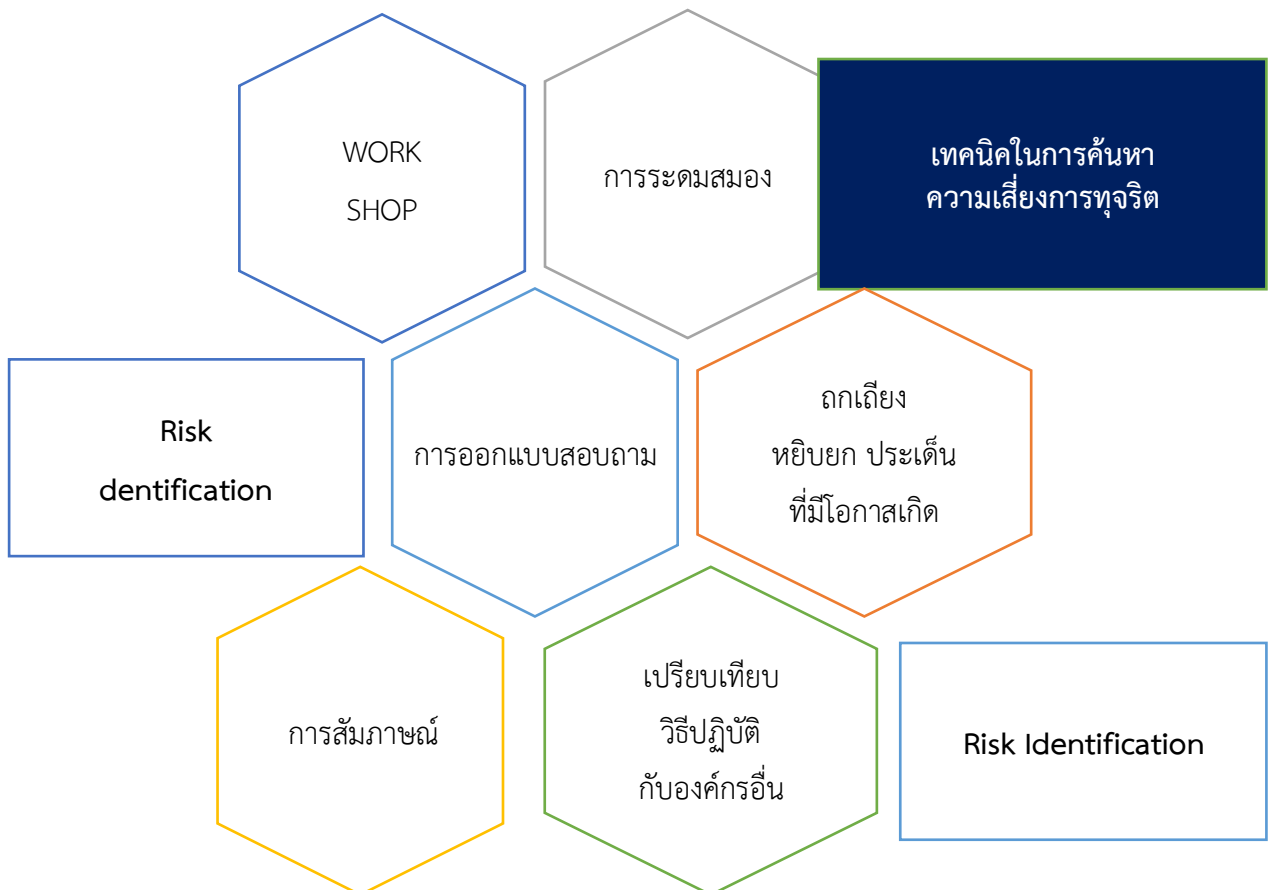 WORK
SHOP
การระดมสมอง
เทคนิคในการค้นหา
ความเสี่ยงการทุจริต
Risk
dentification
การออกแบบสอบถาม
ถกเถียง
หยิบยก ประเด็น
ที่มีโอกาสเกิด
การสัมภาษณ์
เปรียบเทียบ
วิธีปฏิบัติ
กับองค์กรอื่น
Risk Identification